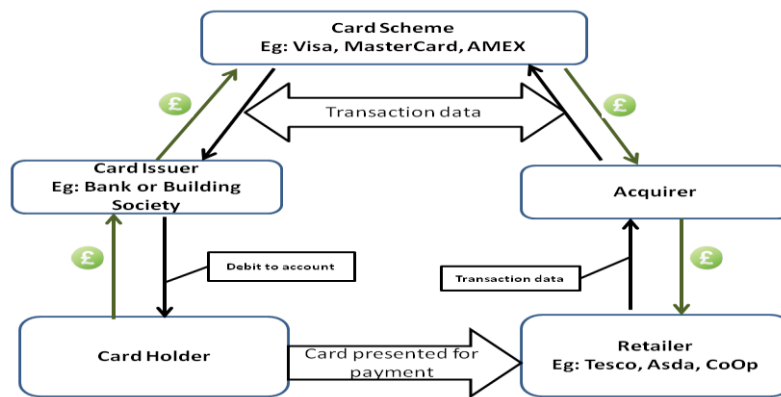 Card Scheme
Eg: Visa, MasterCard, AMEX
£
£
Transaction data
Card Issuer
Eg: Bank or Building
Society
Acquirer
£
£
Debit to account
Transaction data
Card Holder
Card presented for
payment
Retailer
Eg: Tesco, Asda, CoOp